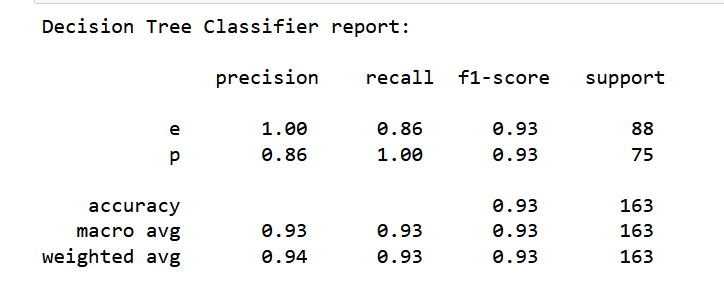 Decision Tree Classifier report:
precision recall f1-score support
e 1.00 0.86 0.93 88
p 0.86 1.00 0.93 75
accuracy 0.93 163
macro avg 0.93 0.93 0.93 163
weighted avg 0.94 0.93 0.93 163